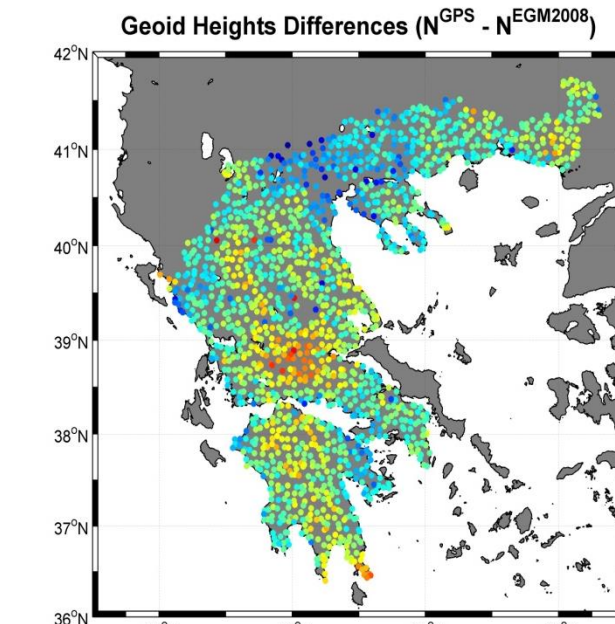 Geoid Heights Differences (N^GPS - N^EGM2008)
42°N
41°N
40°N
39°N
38°N
37°N
36°N